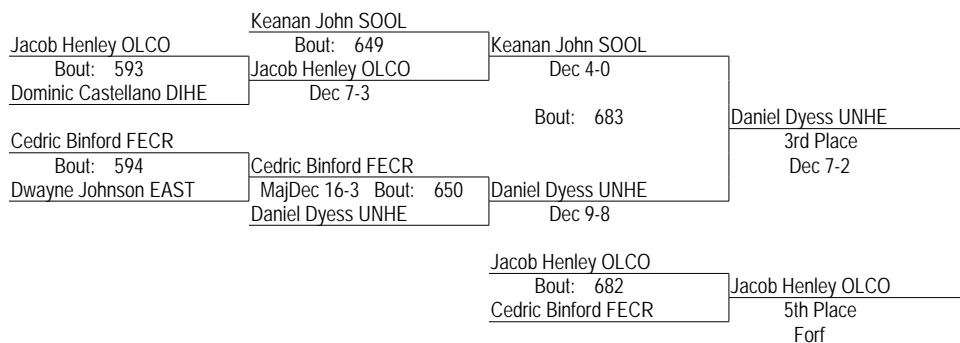 Keanan John SOOL
Jacob Henley OLCO
Bout: 649
Keanan John SOOL
Bout: 593
Jacob Henley OLCO
Dec 4-0
Dominic Castellano DIHE
Dec 7-3
Bout: 683
Daniel Dyess UNHE
Cedric Binford FECR
3rd Place
Bout: 594
Cedric Binford FECR
Dec 7-2
Dwayne Johnson EAST
MajDec 16-3 Bout: 650
Daniel Dyess UNHE
Daniel Dyess UNHE
Dec 9-8
Jacob Henley OLCO
Bout: 682
Jacob Henley OLCO
Cedric Binford FECR
5th Place
Forf